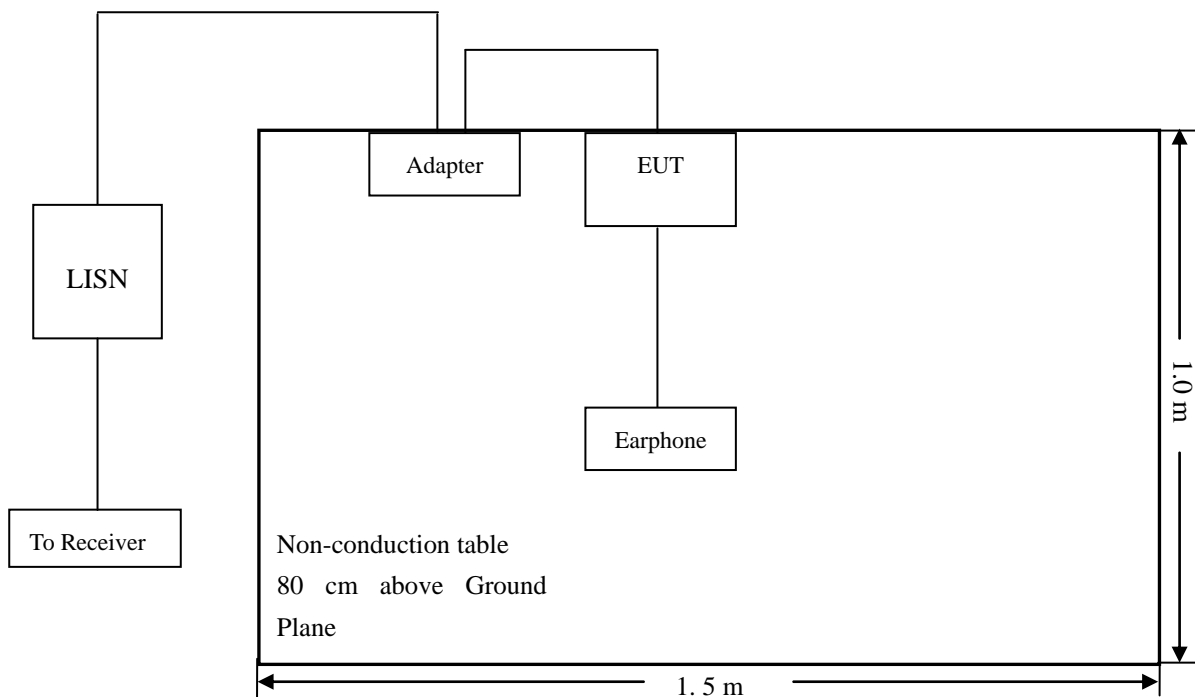 Adapter
EUT
LISN
Earphone
To Receiver
Non-conduction table
80 cm above Ground
Plane
1.0 m
1. 5 m